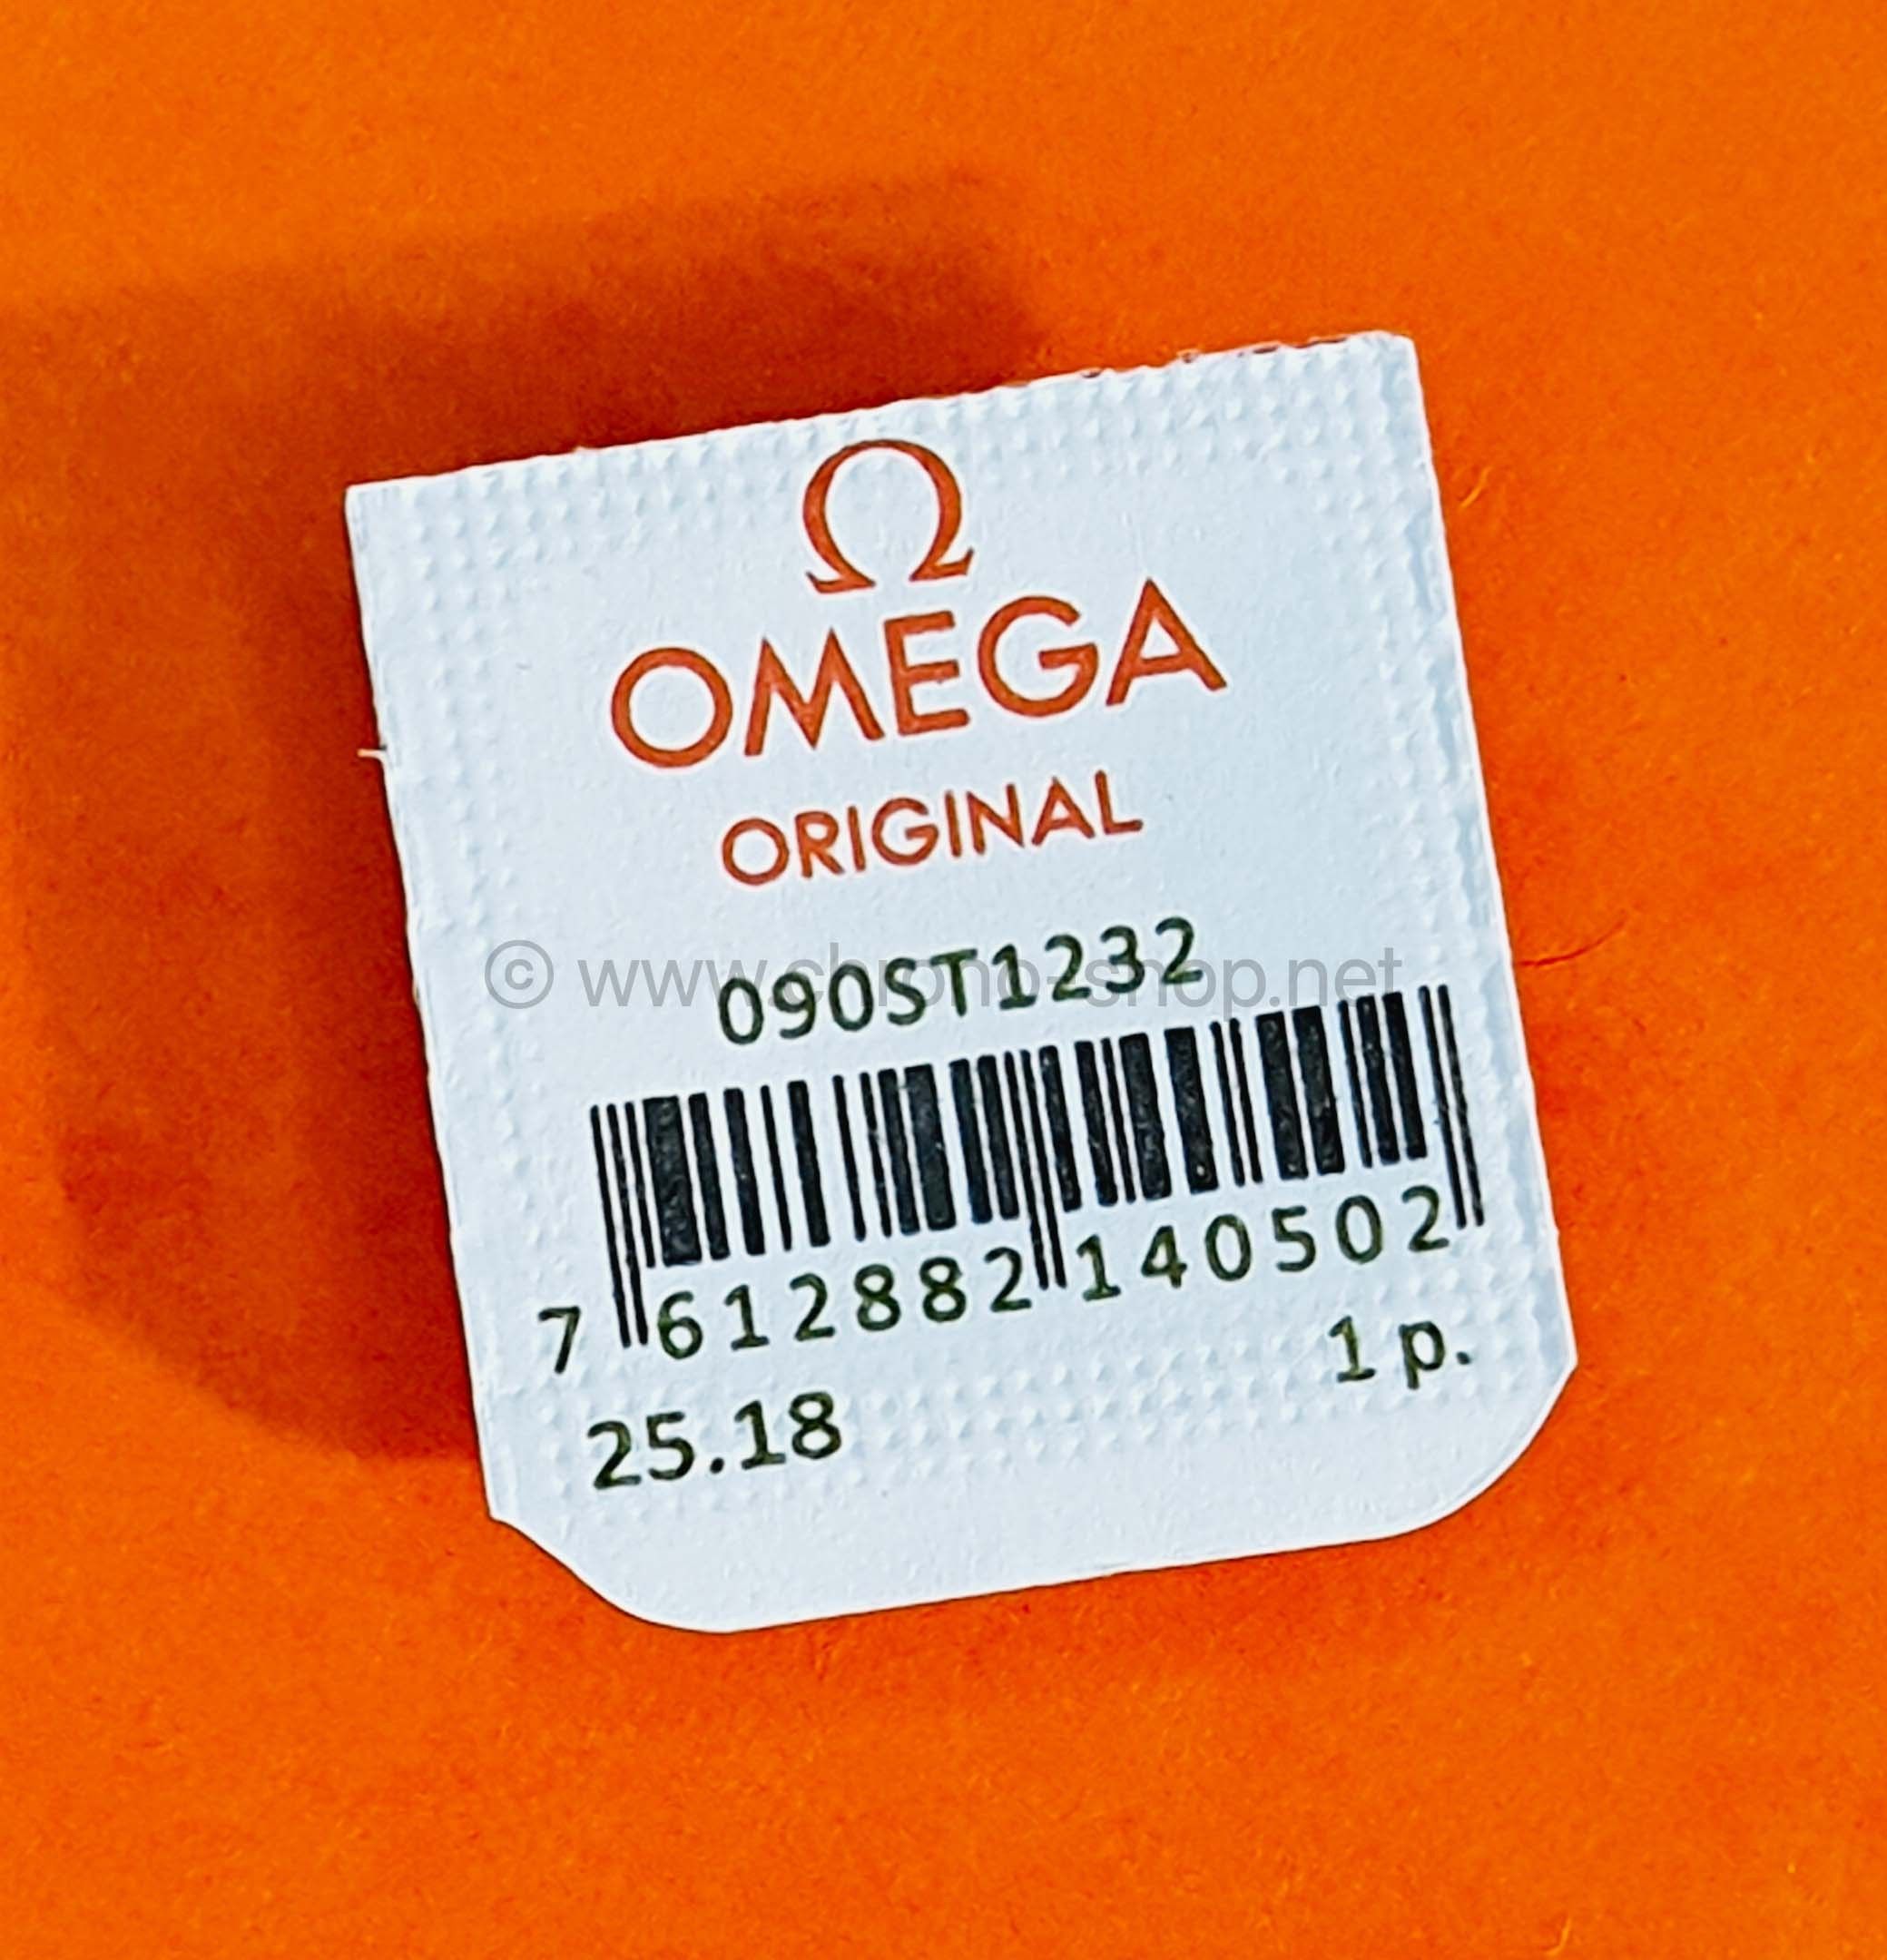 Ω
OMEGA
ORIGINAL
090ST1232
© www.chrono-shop.net
7 612882 140502
1 p.
25.18